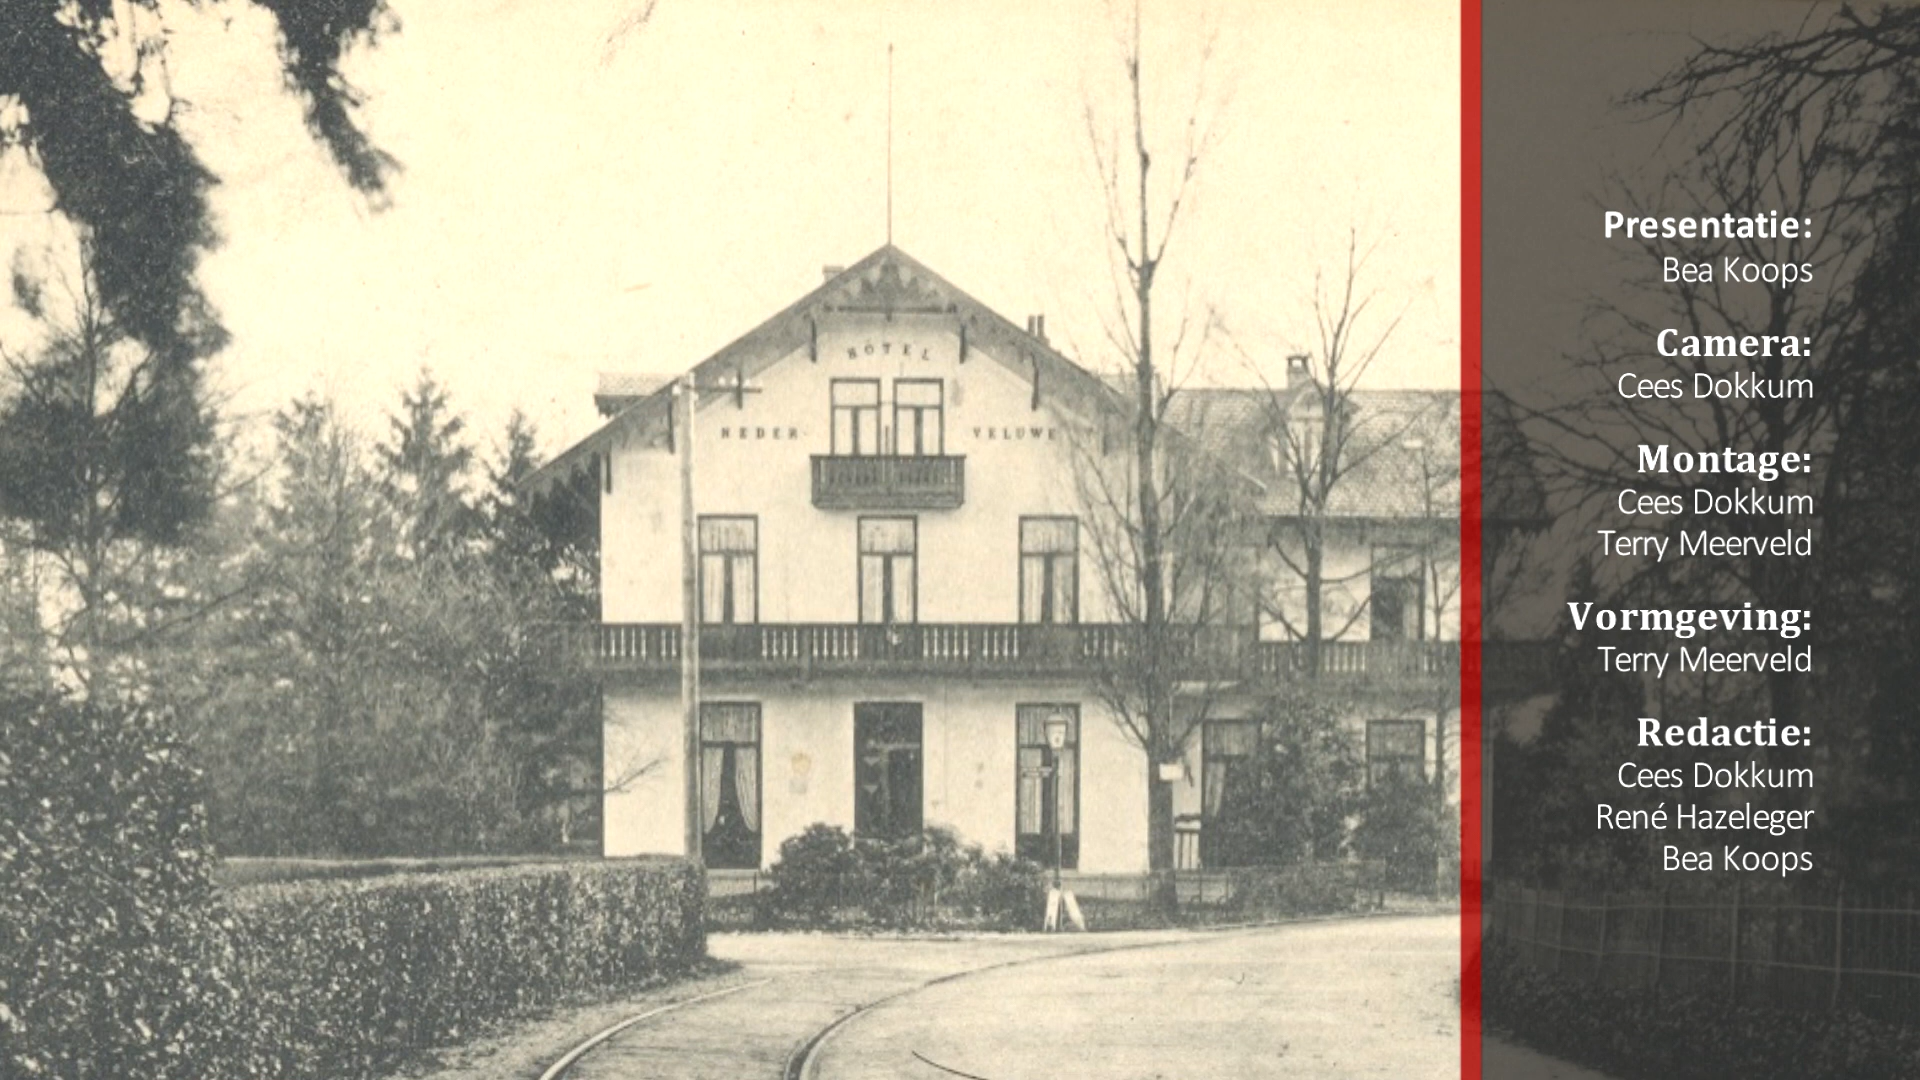 HÔTEL
NEDER- VELUWE
Presentatie:
Bea Koops
Camera:
Cees Dokkum
Montage:
Cees Dokkum
Terry Meerveld
Vormgeving:
Terry Meerveld
Redactie:
Cees Dokkum
René Hazeleger
Bea Koops